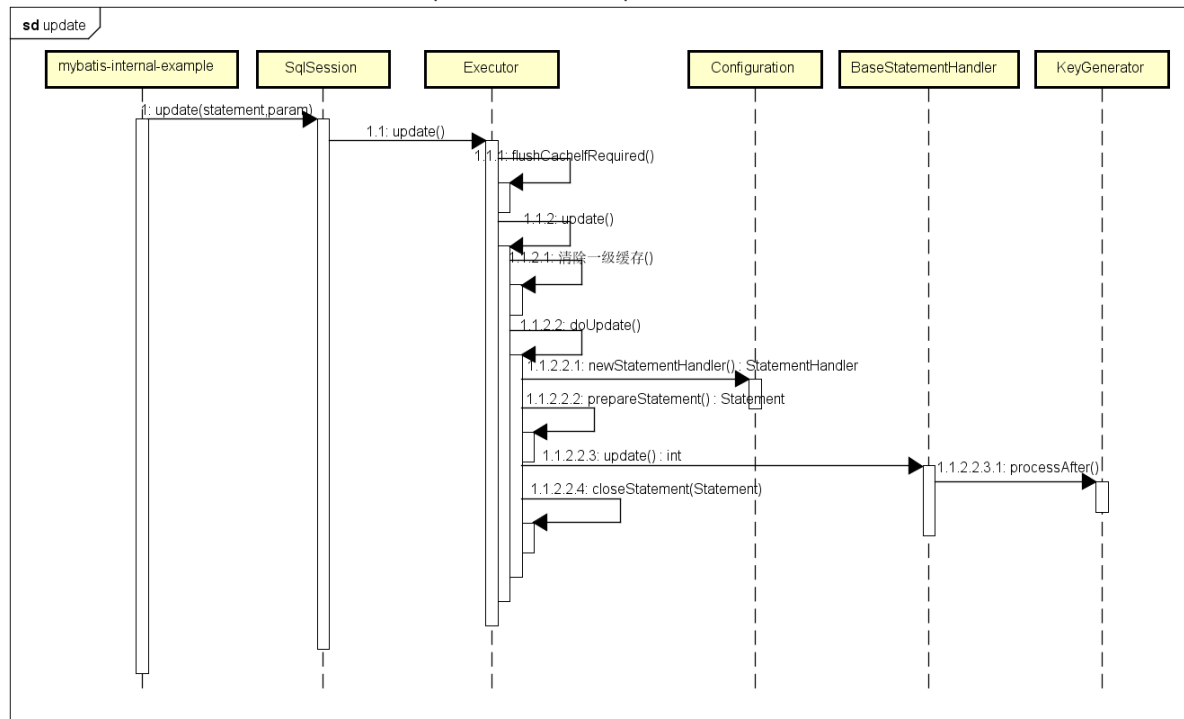 sd update
mybatis-internal-example
SqlSession
Executor
Configuration
BaseStatementHandler
KeyGenerator
1: update(statement,param)
1.1: update()
1.1.1: flushCacheIfRequired()
1.1.2: update()
1.1.2.1: 清除一级缓存()
1.1.2.2: doUpdate()
1.1.2.2.1: newStatementHandler() : StatementHandler
1.1.2.2.2: prepareStatement() : Statement
1.1.2.2.3: update() : int
1.1.2.2.3.1: processAfter()
1.1.2.2.4: closeStatement(Statement)